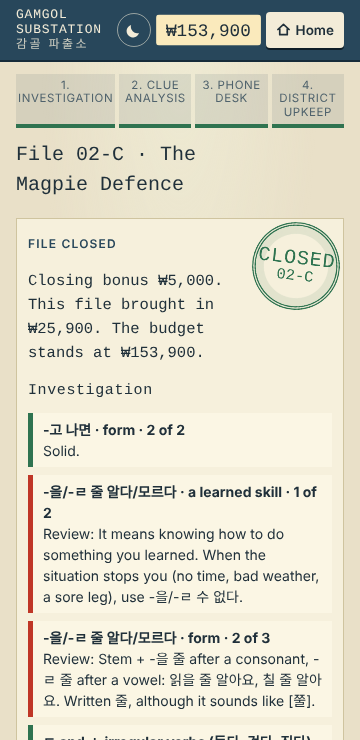 GAMGOL
SUBSTATION
감골 파출소
₩153,900
Home
1.
INVESTIGATION
2. CLUE
ANALYSIS
3. PHONE
DESK
4.
DISTRICT
UPKEEP
File 02-C · The
Magpie Defence
FILE CLOSED
CLOSED
02-C
Closing bonus ₩5,000.
This file brought in
₩25,900. The budget
stands at ₩153,900.
Investigation
-고 나면 · form · 2 of 2
Solid.
-을/-ㄹ 줄 알다/모르다 · a learned skill · 1 of
2
Review: It means knowing how to do
something you learned. When the
situation stops you (no time, bad weather,
a sore leg), use -을/-ㄹ 수 없다.
-을/-ㄹ 줄 알다/모르다 · form · 2 of 3
Review: Stem + -을 줄 after a consonant, -
ㄹ 줄 after a vowel: 읽을 줄 알아요, 칠 줄 알아
요. Written 줄, although it sounds like [쭐].